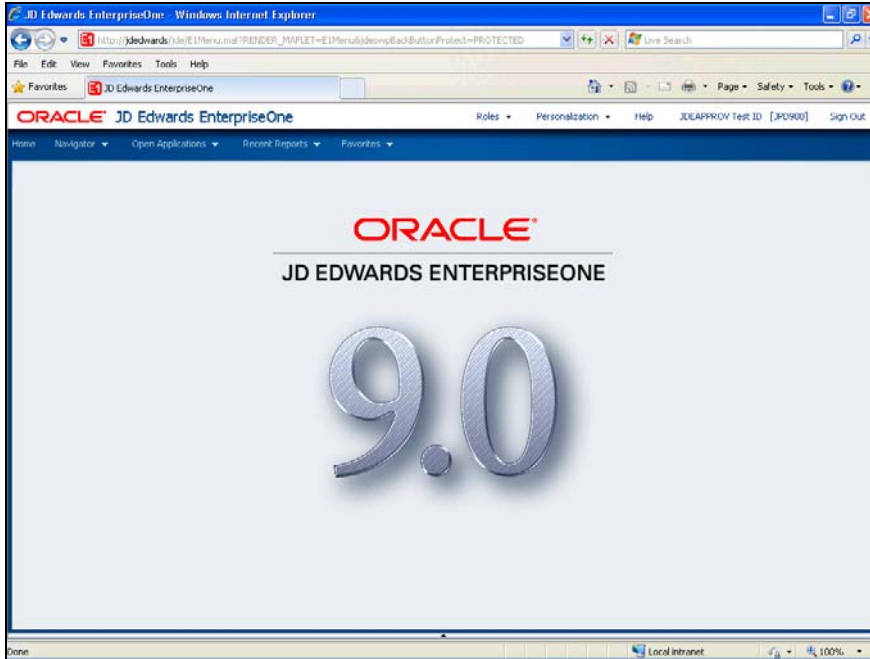 JD Edwards EnterpriseOne - Windows Internet Explorer
http://jdedwards/jde/E1Menu.maf?RENDER_MAFLET=E1Menu&jdeowpBackButtonProtect=PROTECTED
Live Search
File Edit View Favorites Tools Help
Favorites JD Edwards EnterpriseOne Page Safety Tools
ORACLE JD Edwards EnterpriseOne Roles Personalization Help JDEAPPROV Test ID [JPD900] Sign Out
Home Navigator Open Applications Recent Reports Favorites
ORACLE
JD EDWARDS ENTERPRISEONE
9.0
Done Local intranet 100%